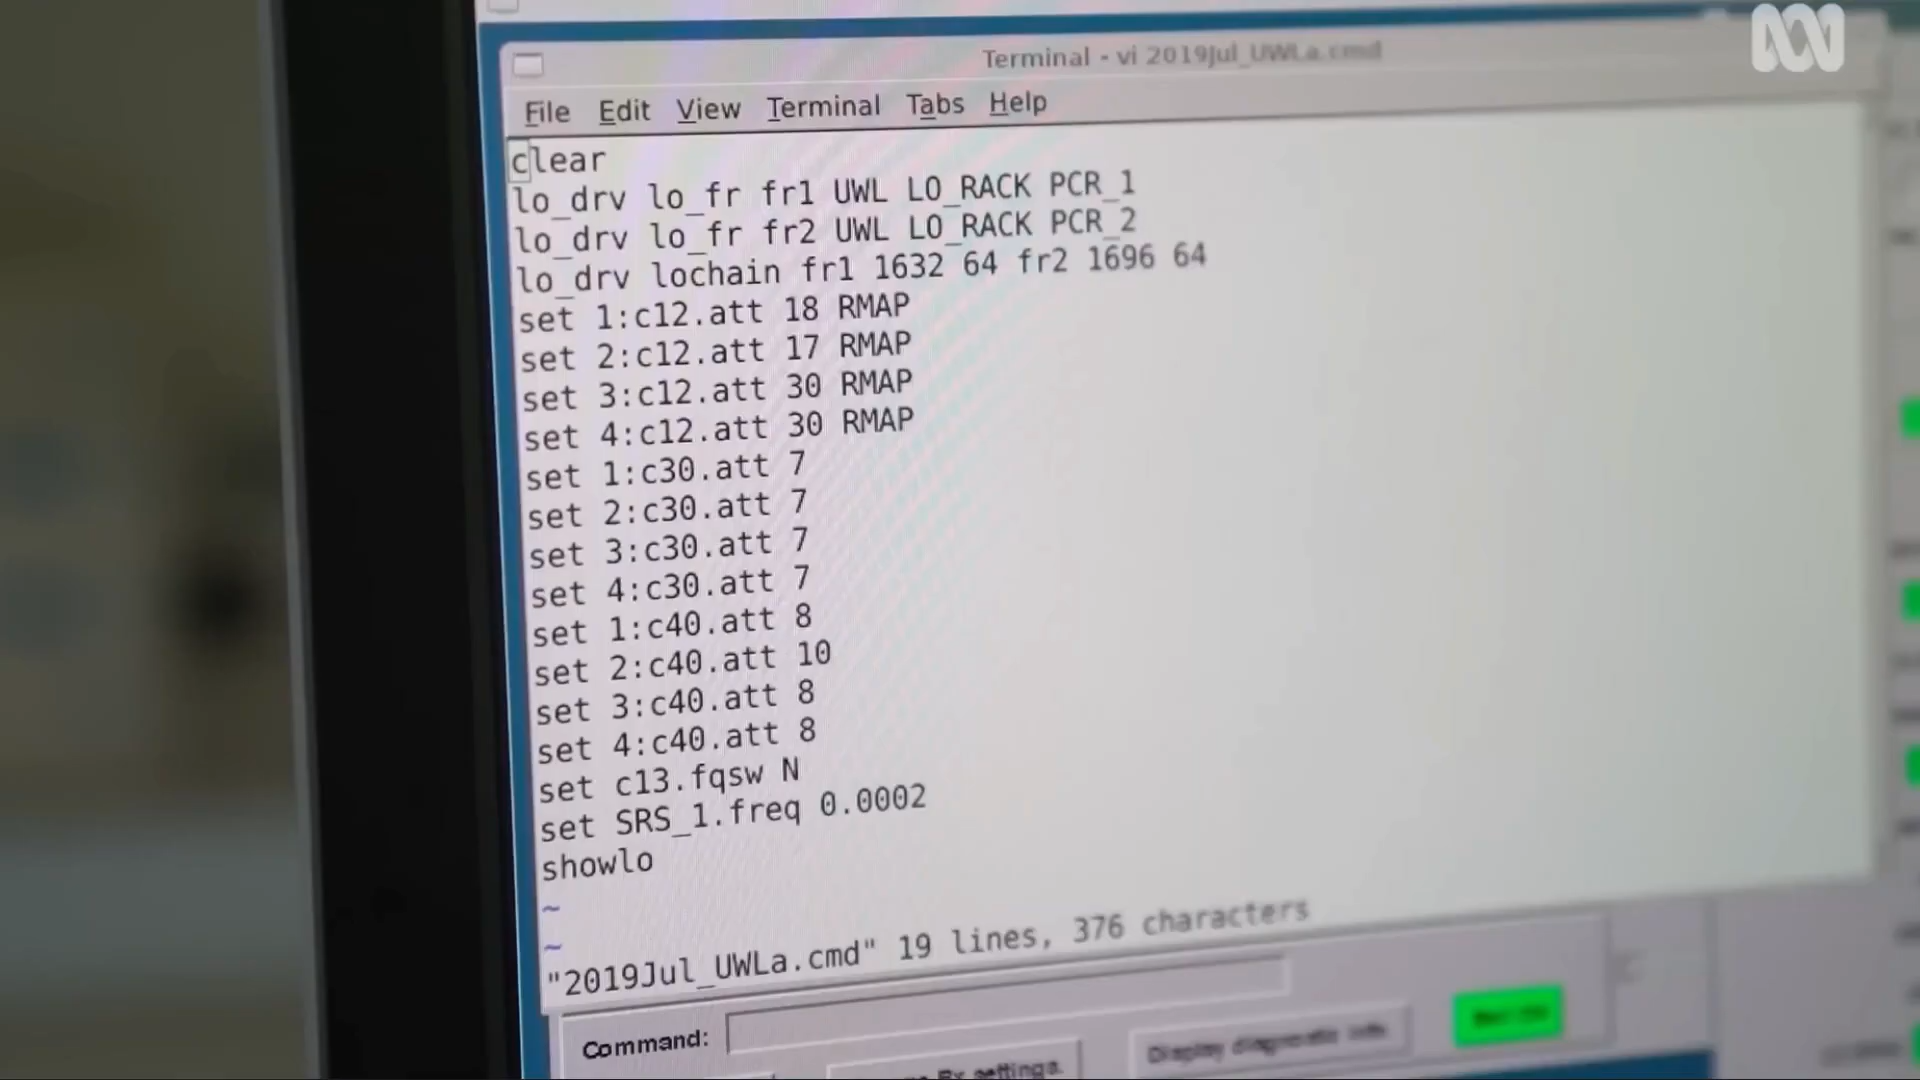 Terminal - vi 2019Jul_UWLa.cmd
File Edit View Terminal Tabs Help
clear
lo_drv lo_fr fr1 UWL LO_RACK PCR_1
lo_drv lo_fr fr2 UWL LO_RACK PCR_2
lo_drv lochain fr1 1632 64 fr2 1696 64
set 1:c12.att 18 RMAP
set 2:c12.att 17 RMAP
set 3:c12.att 30 RMAP
set 4:c12.att 30 RMAP
set 1:c30.att 7
set 2:c30.att 7
set 3:c30.att 7
set 4:c30.att 7
set 1:c40.att 8
set 2:c40.att 10
set 3:c40.att 8
set 4:c40.att 8
set c13.fqsw N
set SRS_1.freq 0.0002
showlo
~
~
"2019Jul_UWLa.cmd" 19 lines, 376 characters
Command:
Rx settings.
Display diagnostic info.